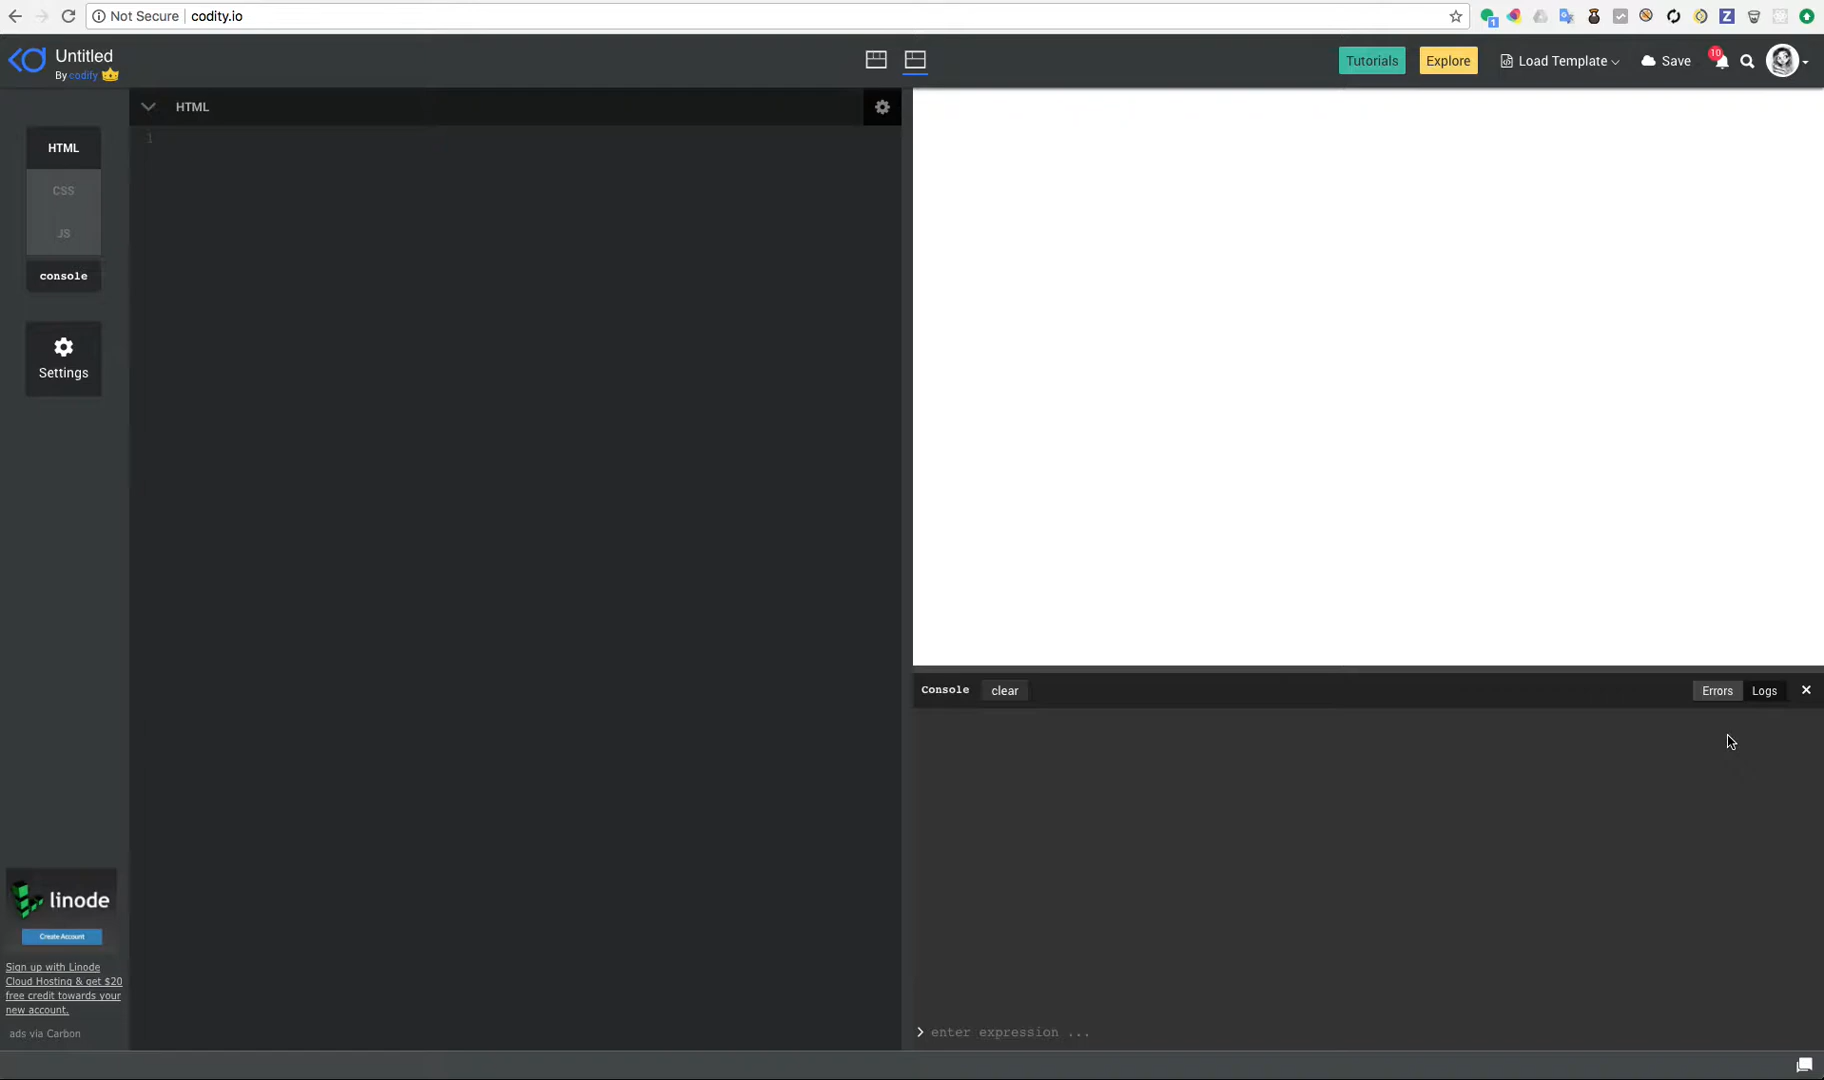 Not Secure
codity.io
1
Untitled
By codify
Tutorials
Explore
Load Template
Save
10
Z
HTML
1
HTML
CSS
JS
console
Settings
Console
clear
Errors
Logs
linode
Create Account
Sign up with Linode
Cloud Hosting & get $20
free credit towards your
new account.
ads via Carbon
enter expression ...